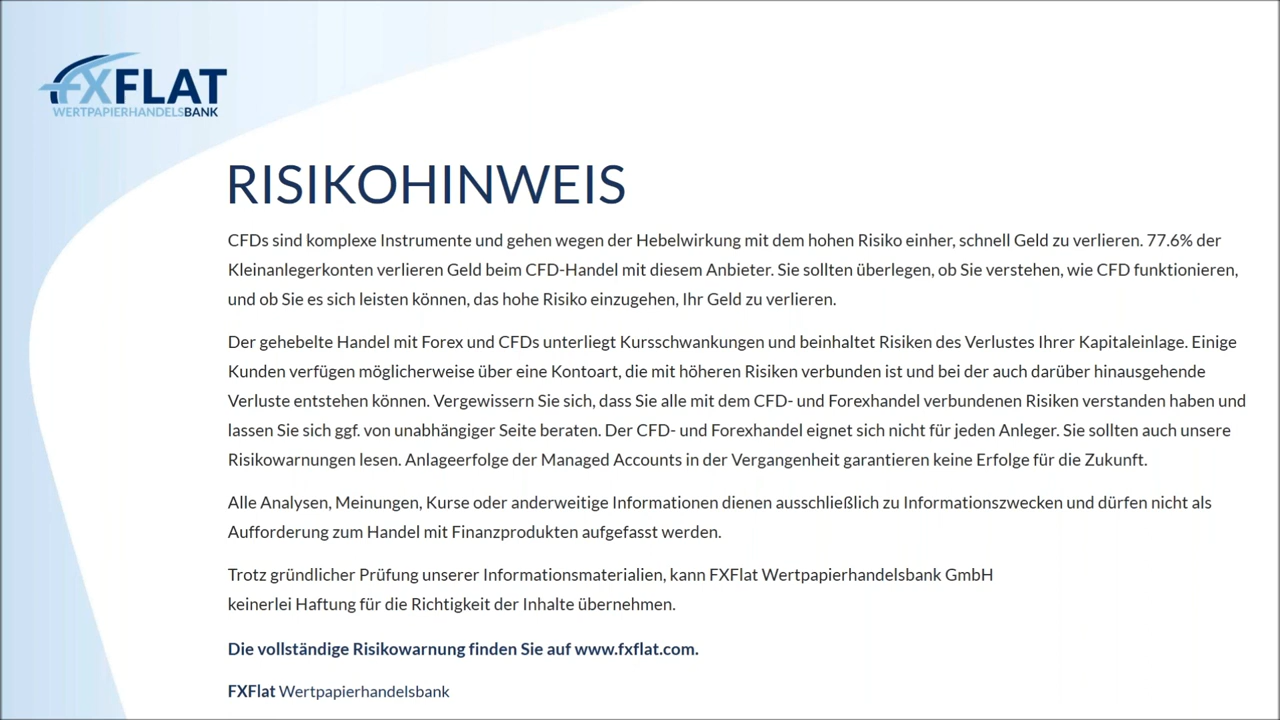 FXFLAT
WERTPAPIERHANDELSBANK
RISIKOHINWEIS
CFDs sind komplexe Instrumente und gehen wegen der Hebelwirkung mit dem hohen Risiko einher, schnell Geld zu verlieren. 77.6% der
Kleinanlegerkonten verlieren Geld beim CFD-Handel mit diesem Anbieter. Sie sollten überlegen, ob Sie verstehen, wie CFD funktionieren,
und ob Sie es sich leisten können, das hohe Risiko einzugehen, Ihr Geld zu verlieren.
Der gehebelte Handel mit Forex und CFDs unterliegt Kursschwankungen und beinhaltet Risiken des Verlustes Ihrer Kapitaleinlage. Einige
Kunden verfügen möglicherweise über eine Kontoart, die mit höheren Risiken verbunden ist und bei der auch darüber hinausgehende
Verluste entstehen können. Vergewissern Sie sich, dass Sie alle mit dem CFD- und Forexhandel verbundenen Risiken verstanden haben und
lassen Sie sich ggf. von unabhängiger Seite beraten. Der CFD- und Forexhandel eignet sich nicht für jeden Anleger. Sie sollten auch unsere
Risikowarnungen lesen. Anlageerfolge der Managed Accounts in der Vergangenheit garantieren keine Erfolge für die Zukunft.
Alle Analysen, Meinungen, Kurse oder anderweitige Informationen dienen ausschließlich zu Informationszwecken und dürfen nicht als
Aufforderung zum Handel mit Finanzprodukten aufgefasst werden.
Trotz gründlicher Prüfung unserer Informationsmaterialien, kann FXFlat Wertpapierhandelsbank GmbH
keinerlei Haftung für die Richtigkeit der Inhalte übernehmen.
Die vollständige Risikowarnung finden Sie auf www.fxflat.com.
FXFlat Wertpapierhandelsbank